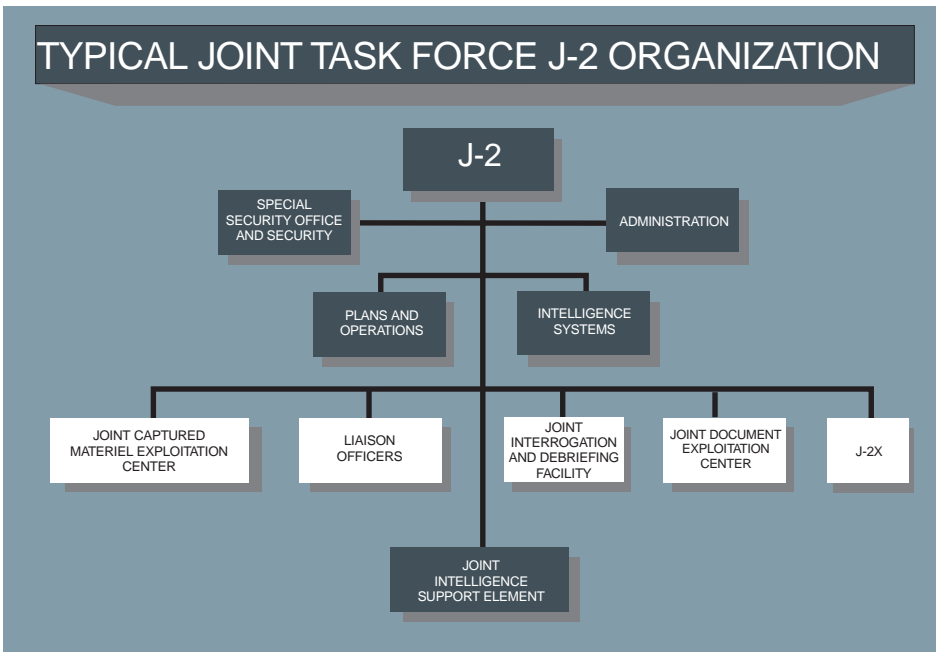 TYPICAL JOINT TASK FORCE J-2 ORGANIZATION
J-2
SPECIAL
SECURITY OFFICE
AND SECURITY
ADMINISTRATION
PLANS AND
OPERATIONS
INTELLIGENCE
SYSTEMS
JOINT CAPTURED
MATERIEL EXPLOITATION
CENTER
LIAISON
OFFICERS
JOINT
INTERROGATION
AND DEBRIEFING
FACILITY
JOINT DOCUMENT
EXPLOITATION
CENTER
J-2X
JOINT
INTELLIGENCE
SUPPORT ELEMENT